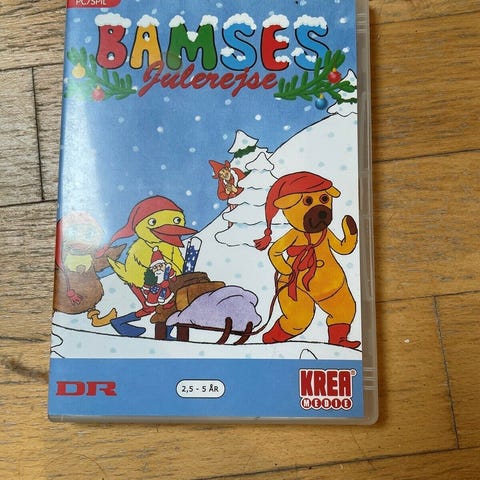 PC/SPIL
BAMSES
Julerejse
DR
2,5 - 5 ÅR
KREA®
MEDIE